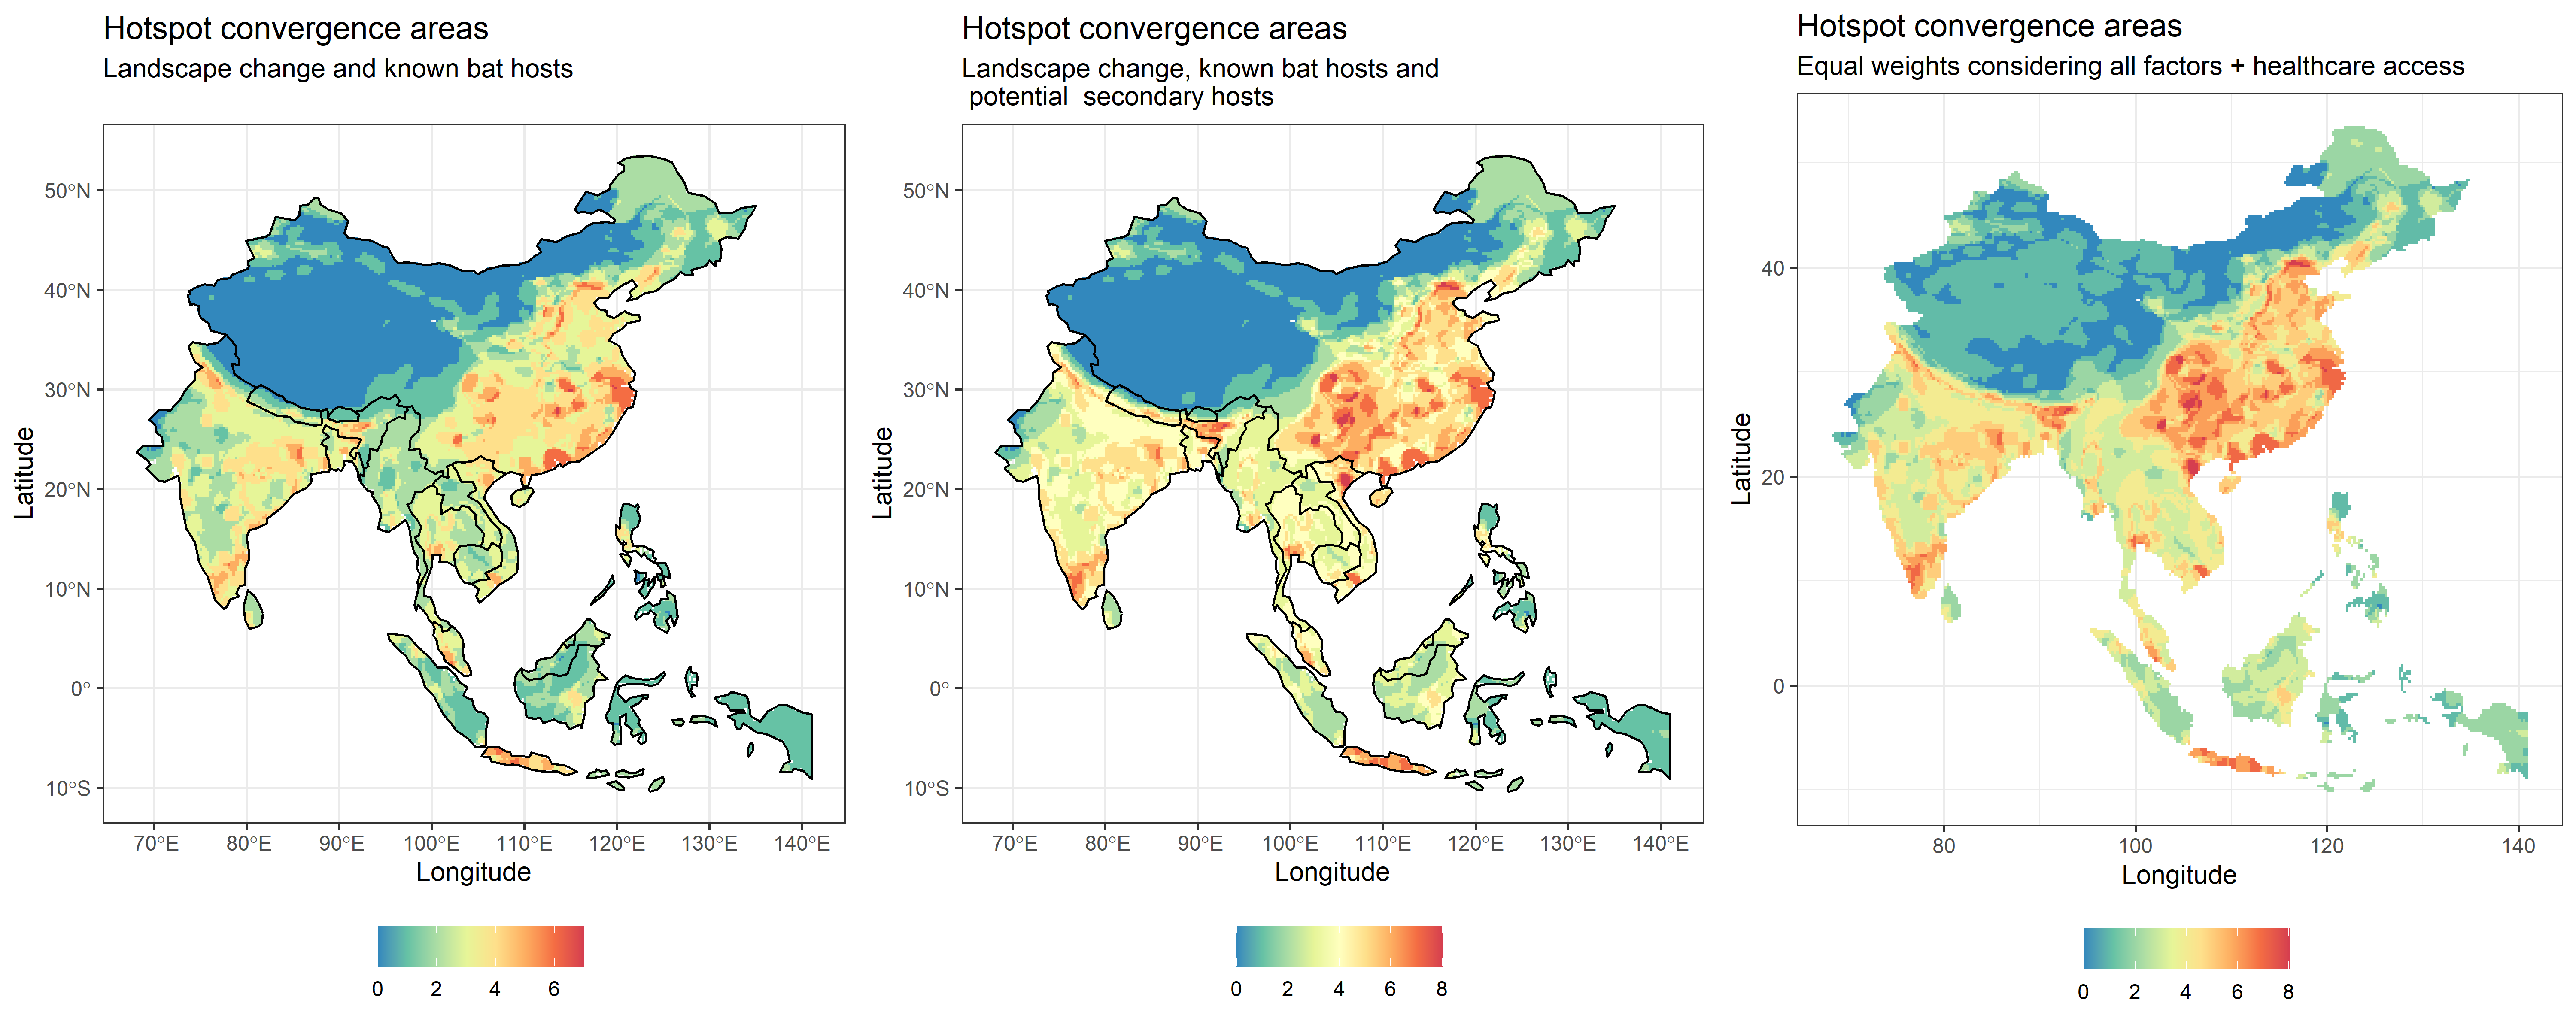 Hotspot convergence areas
Landscape change and known bat hosts
Latitude
50°N
40°N
30°N
20°N
10°N
0°
10°S
70°E 80°E 90°E 100°E 110°E 120°E 130°E 140°E
Longitude
0 2 4 6
Hotspot convergence areas
Landscape change, known bat hosts and
potential  secondary hosts
Latitude
50°N
40°N
30°N
20°N
10°N
0°
10°S
70°E 80°E 90°E 100°E 110°E 120°E 130°E 140°E
Longitude
0 2 4 6 8
Hotspot convergence areas
Equal weights considering all factors + healthcare access
Latitude
40
20
0
80 100 120 140
Longitude
0 2 4 6 8